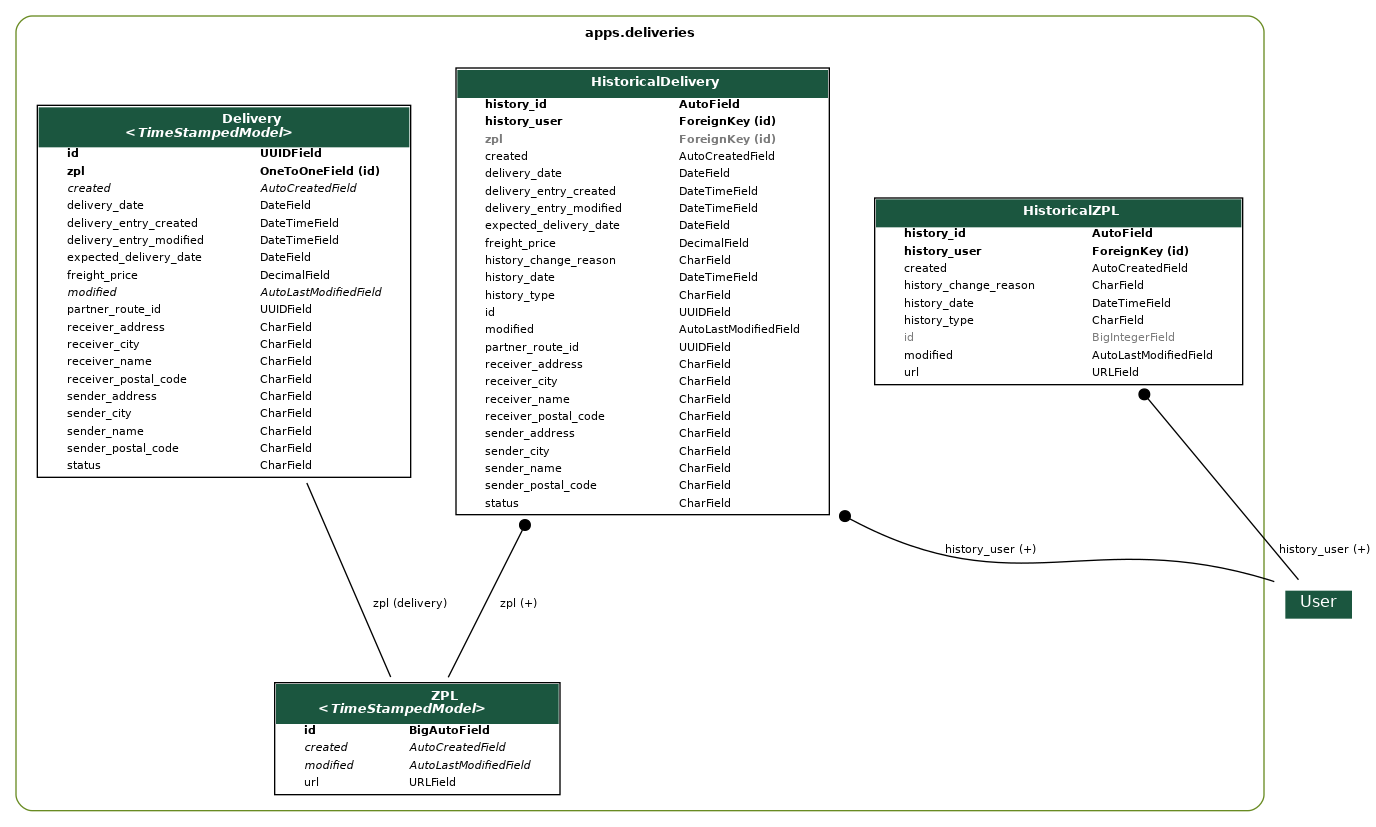 apps.deliveries
Delivery
<TimeStampedModel>
id UUIDField
zpl OneToOneField (id)
created AutoCreatedField
delivery_date DateField
delivery_entry_created DateTimeField
delivery_entry_modified DateTimeField
expected_delivery_date DateField
freight_price DecimalField
modified AutoLastModifiedField
partner_route_id UUIDField
receiver_address CharField
receiver_city CharField
receiver_name CharField
receiver_postal_code CharField
sender_address CharField
sender_city CharField
sender_name CharField
sender_postal_code CharField
status CharField
HistoricalDelivery
history_id AutoField
history_user ForeignKey (id)
zpl ForeignKey (id)
created AutoCreatedField
delivery_date DateField
delivery_entry_created DateTimeField
delivery_entry_modified DateTimeField
expected_delivery_date DateField
freight_price DecimalField
history_change_reason CharField
history_date DateTimeField
history_type CharField
id UUIDField
modified AutoLastModifiedField
partner_route_id UUIDField
receiver_address CharField
receiver_city CharField
receiver_name CharField
receiver_postal_code CharField
sender_address CharField
sender_city CharField
sender_name CharField
sender_postal_code CharField
status CharField
HistoricalZPL
history_id AutoField
history_user ForeignKey (id)
created AutoCreatedField
history_change_reason CharField
history_date DateTimeField
history_type CharField
id BigIntegerField
modified AutoLastModifiedField
url URLField
history_user (+)
history_user (+)
User
zpl (delivery)
zpl (+)
ZPL
<TimeStampedModel>
id BigAutoField
created AutoCreatedField
modified AutoLastModifiedField
url URLField